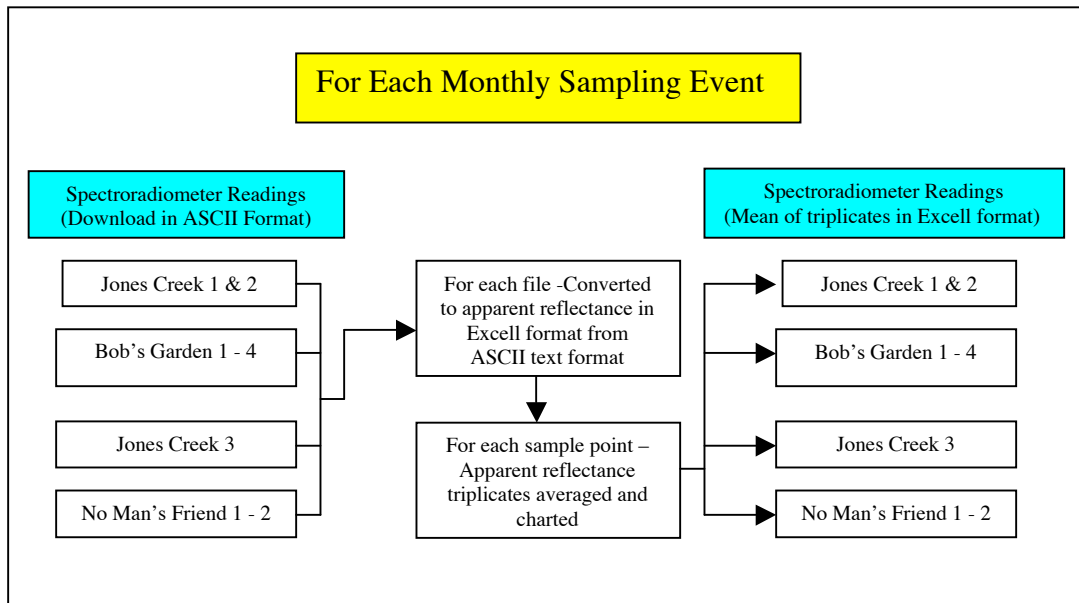 For Each Monthly Sampling Event
Spectroradiometer Readings
(Download in ASCII Format)
Jones Creek 1 & 2
Bob's Garden 1 - 4
Jones Creek 3
No Man's Friend 1 - 2
For each file -Converted
to apparent reflectance in
Excell format from
ASCII text format
For each sample point –
Apparent reflectance
triplicates averaged and
charted
Spectroradiometer Readings
(Mean of triplicates in Excell format)
Jones Creek 1 & 2
Bob's Garden 1 - 4
Jones Creek 3
No Man's Friend 1 - 2